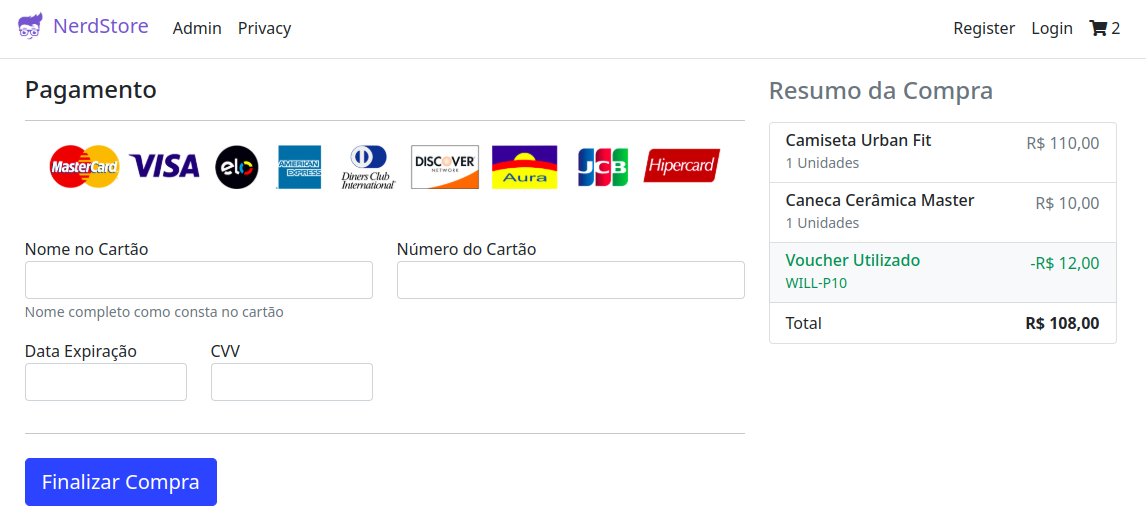 NerdStore Admin Privacy Register Login 2
Pagamento
MasterCard VISA elo AMERICAN EXPRESS Diners Club International DISCOVER NETWORK Aura JCB Hipercard
Nome no Cartão Número do Cartão
Nome completo como consta no cartão
Data Expiração CVV
Finalizar Compra
Resumo da Compra
Camiseta Urban Fit R$ 110,00
1 Unidades
Caneca Cerâmica Master R$ 10,00
1 Unidades
Voucher Utilizado -R$ 12,00
WILL-P10
Total R$ 108,00